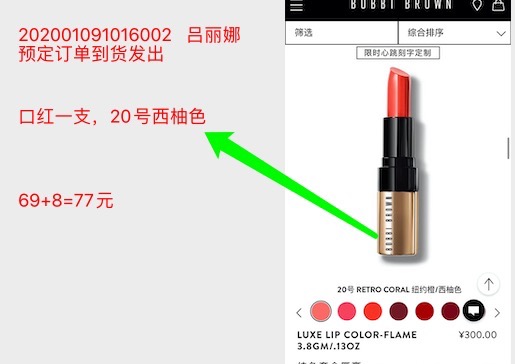 202001091016002 吕丽娜
预定订单到货发出
口红一支，20号西柚色
69+8=77元
BOBBI BROWN
筛选
综合排序
限时心跳刻字定制
BOBBI BROWN
20号 RETRO CORAL 纽约橙/西柚色
LUXE LIP COLOR-FLAME
3.8GM/.13OZ
¥300.00